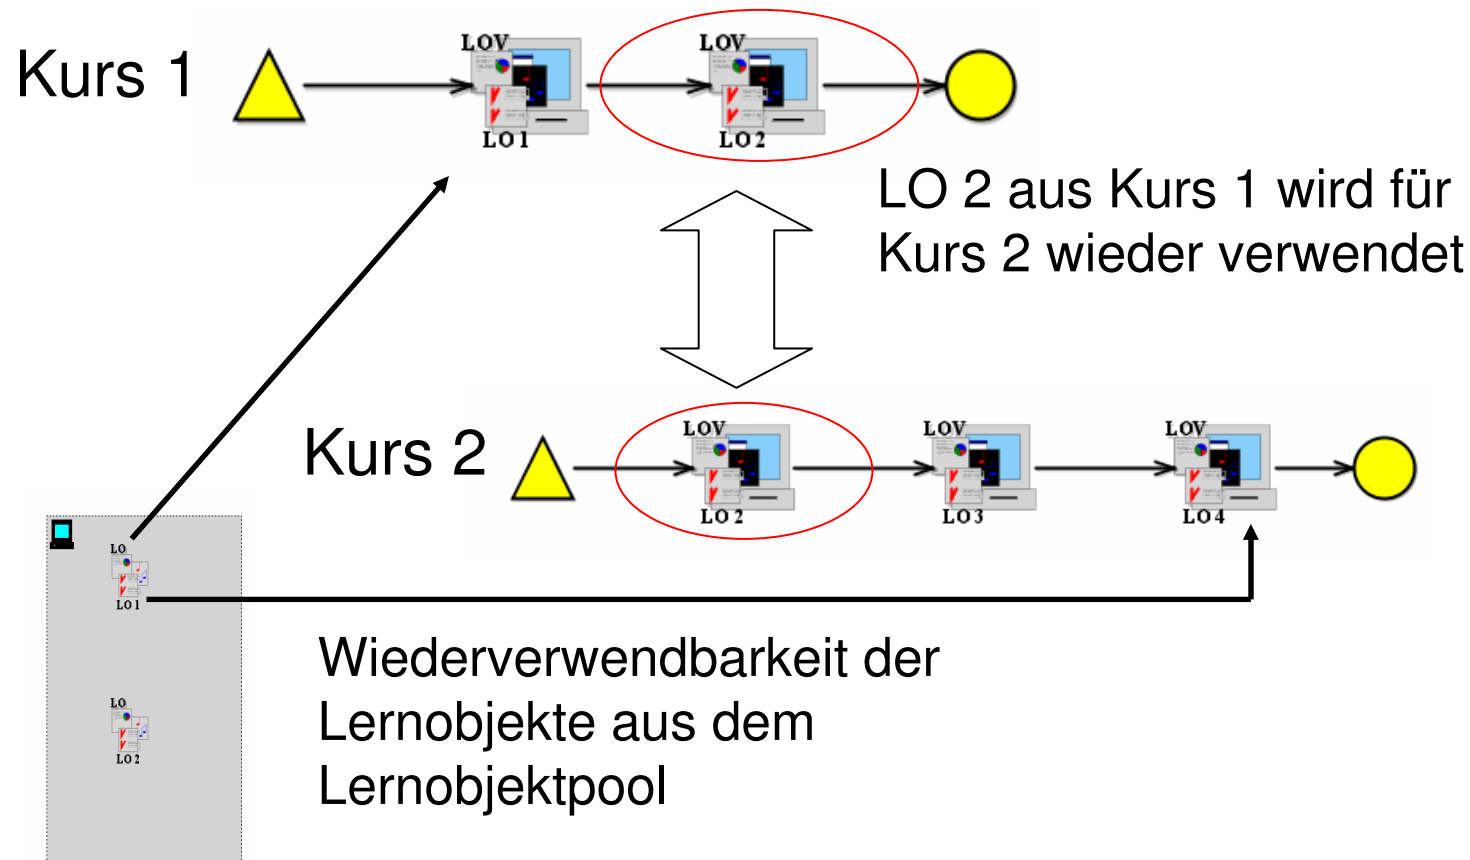 Kurs 1
LOV
LO 1
LOV
LO 2
LO 2 aus Kurs 1 wird für
Kurs 2 wieder verwendet
Kurs 2
LOV
LO 2
LOV
LO 3
LOV
LO 4
LO
LO 1
Wiederverwendbarkeit der
Lernobjekte aus dem
Lernobjektpool
LO
LO 2